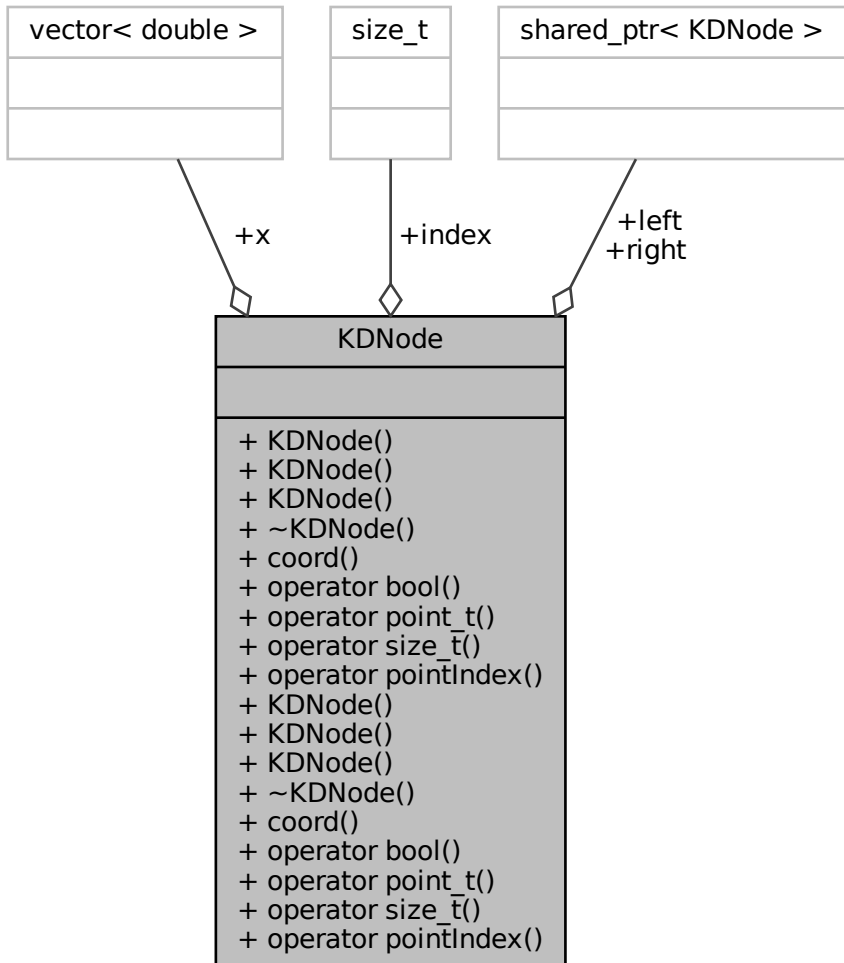 vector< double >
size_t
shared_ptr< KDNode >
+x
+index
+left
+right
KDNode
+ KDNode()
+ KDNode()
+ KDNode()
+ ~KDNode()
+ coord()
+ operator bool()
+ operator point_t()
+ operator size_t()
+ operator pointIndex()
+ KDNode()
+ KDNode()
+ KDNode()
+ ~KDNode()
+ coord()
+ operator bool()
+ operator point_t()
+ operator size_t()
+ operator pointIndex()